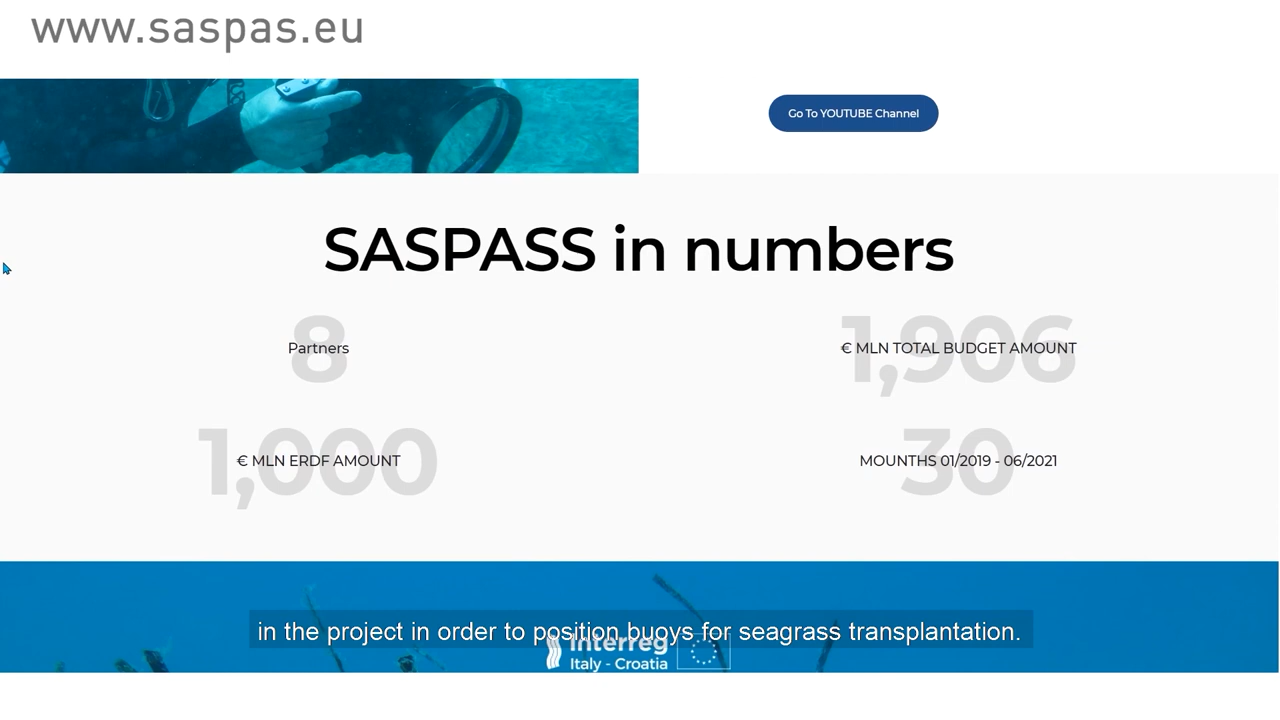 www.saspas.eu
Go To YOUTUBE Channel
SASPASS in numbers
8
Partners
1,906
€ MLN TOTAL BUDGET AMOUNT
1,000
€ MLN ERDF AMOUNT
30
MOUNTHS 01/2019 - 06/2021
in the project in order to position buoys for seagrass transplantation.
Interreg
Italy - Croatia